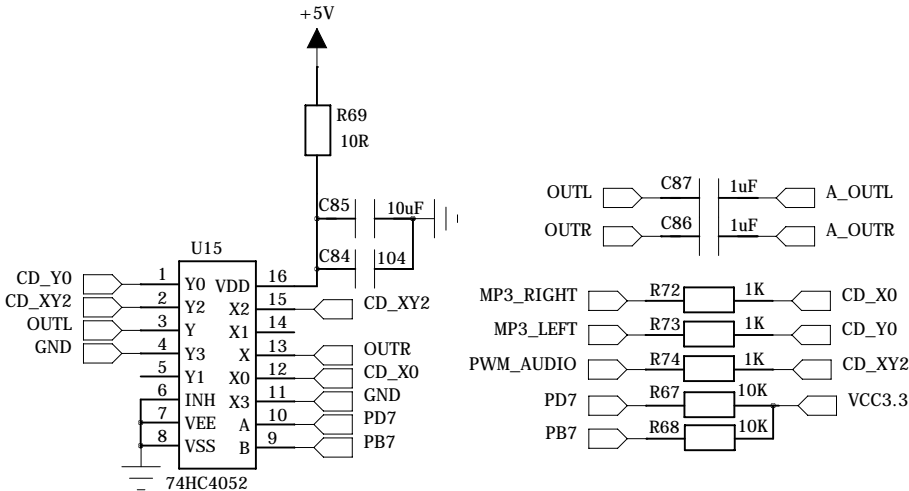 +5V
R69
10R
C85 10uF
C84 104
U15
CD_Y0 1 Y0 VDD 16
CD_XY2 2 Y2 X2 15 CD_XY2
OUTL 3 Y X1 14
GND 4 Y3 X 13 OUTR
5 Y1 X0 12 CD_X0
6 INH X3 11 GND
7 VEE A 10 PD7
8 VSS B 9 PB7
74HC4052
OUTL C87 1uF A_OUTL
OUTR C86 1uF A_OUTR
MP3_RIGHT R72 1K CD_X0
MP3_LEFT R73 1K CD_Y0
PWM_AUDIO R74 1K CD_XY2
PD7 R67 10K VCC3.3
PB7 R68 10K